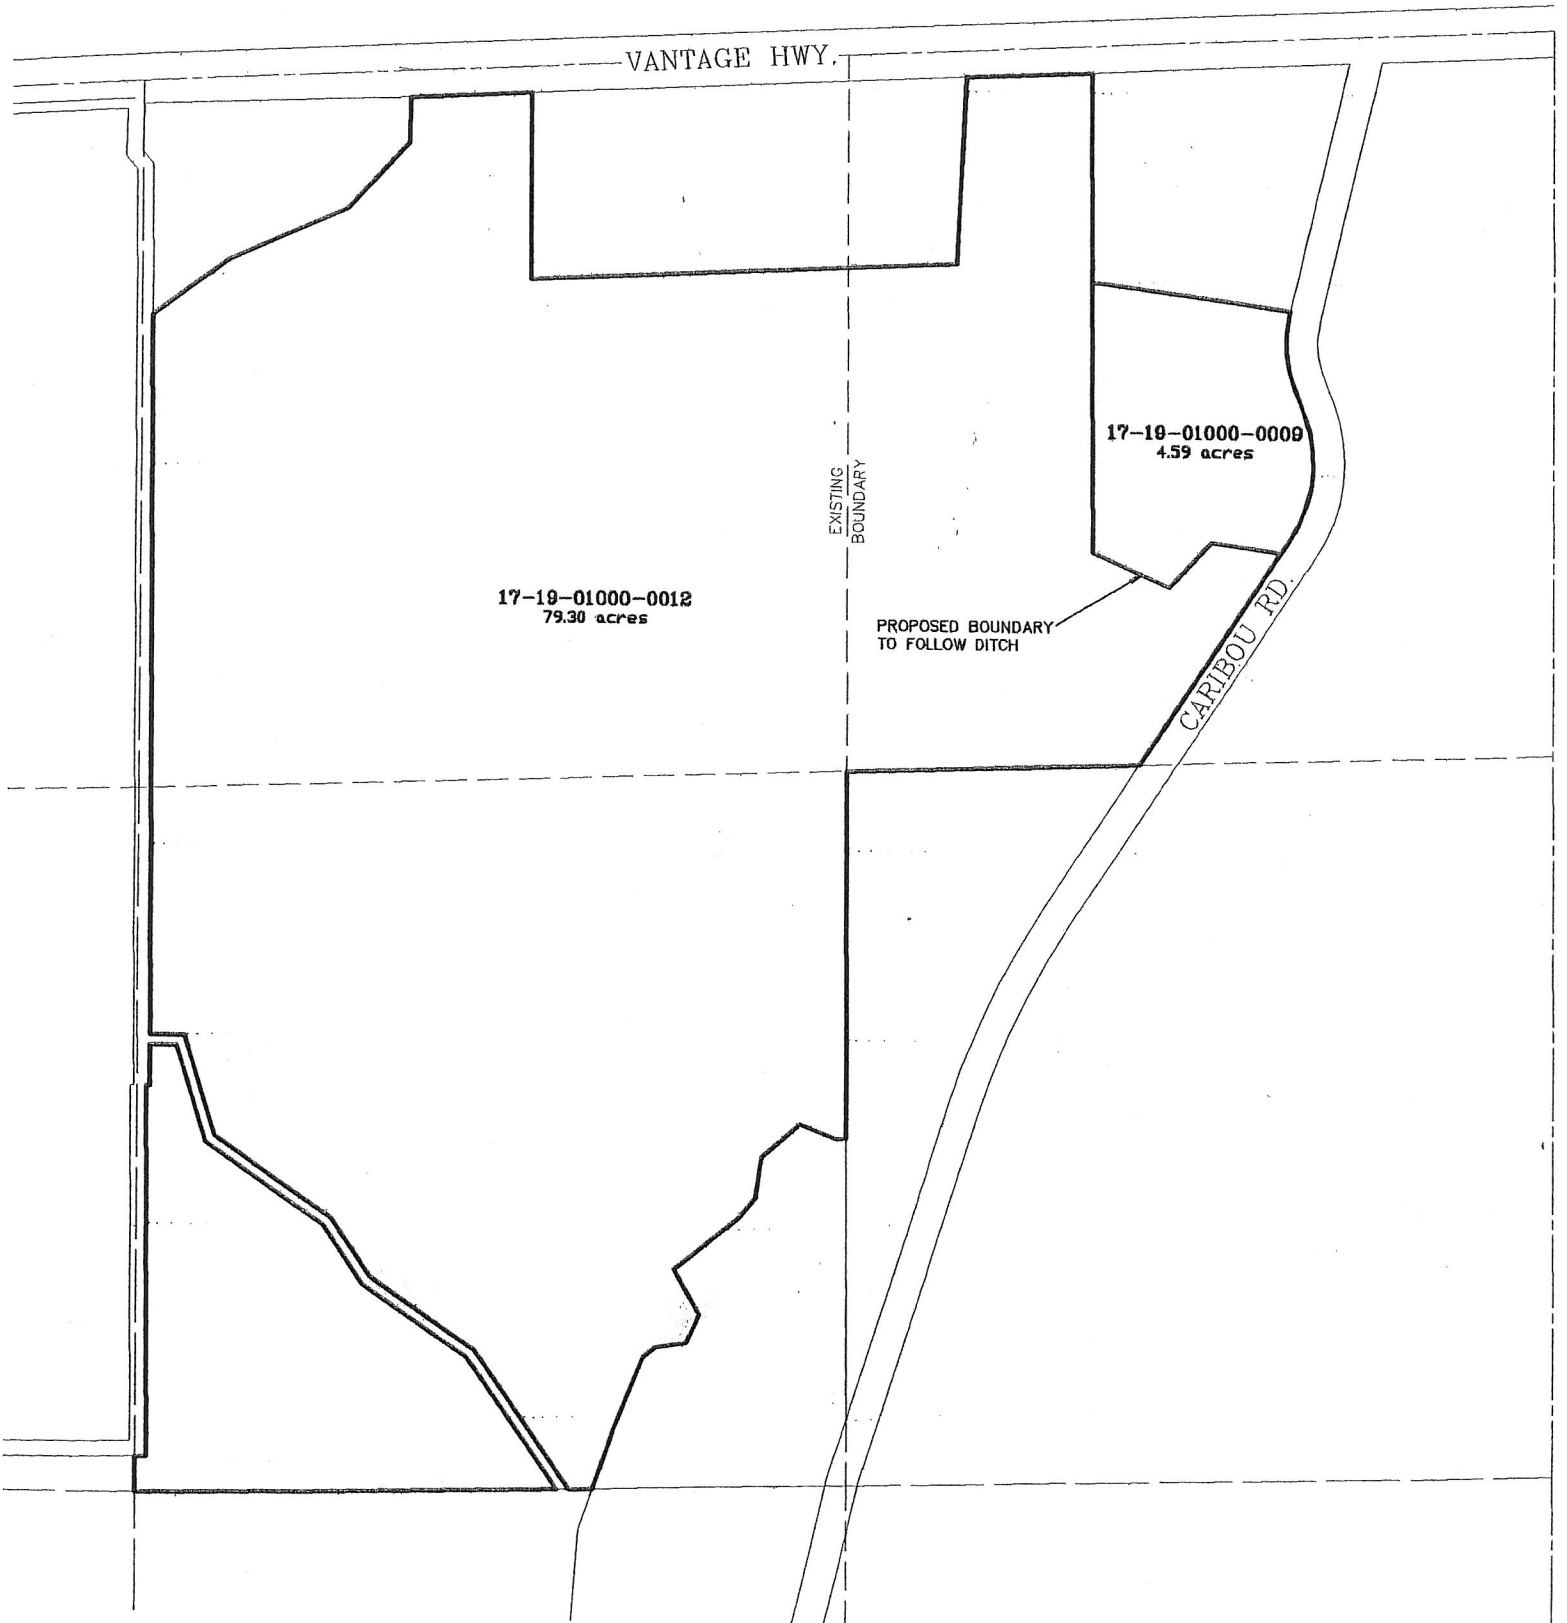 VANTAGE HWY.
17-19-01000-0009
4.59 acres
EXISTING
BOUNDARY
17-19-01000-0012
79.30 acres
PROPOSED BOUNDARY
TO FOLLOW DITCH
CARIBOU RD.